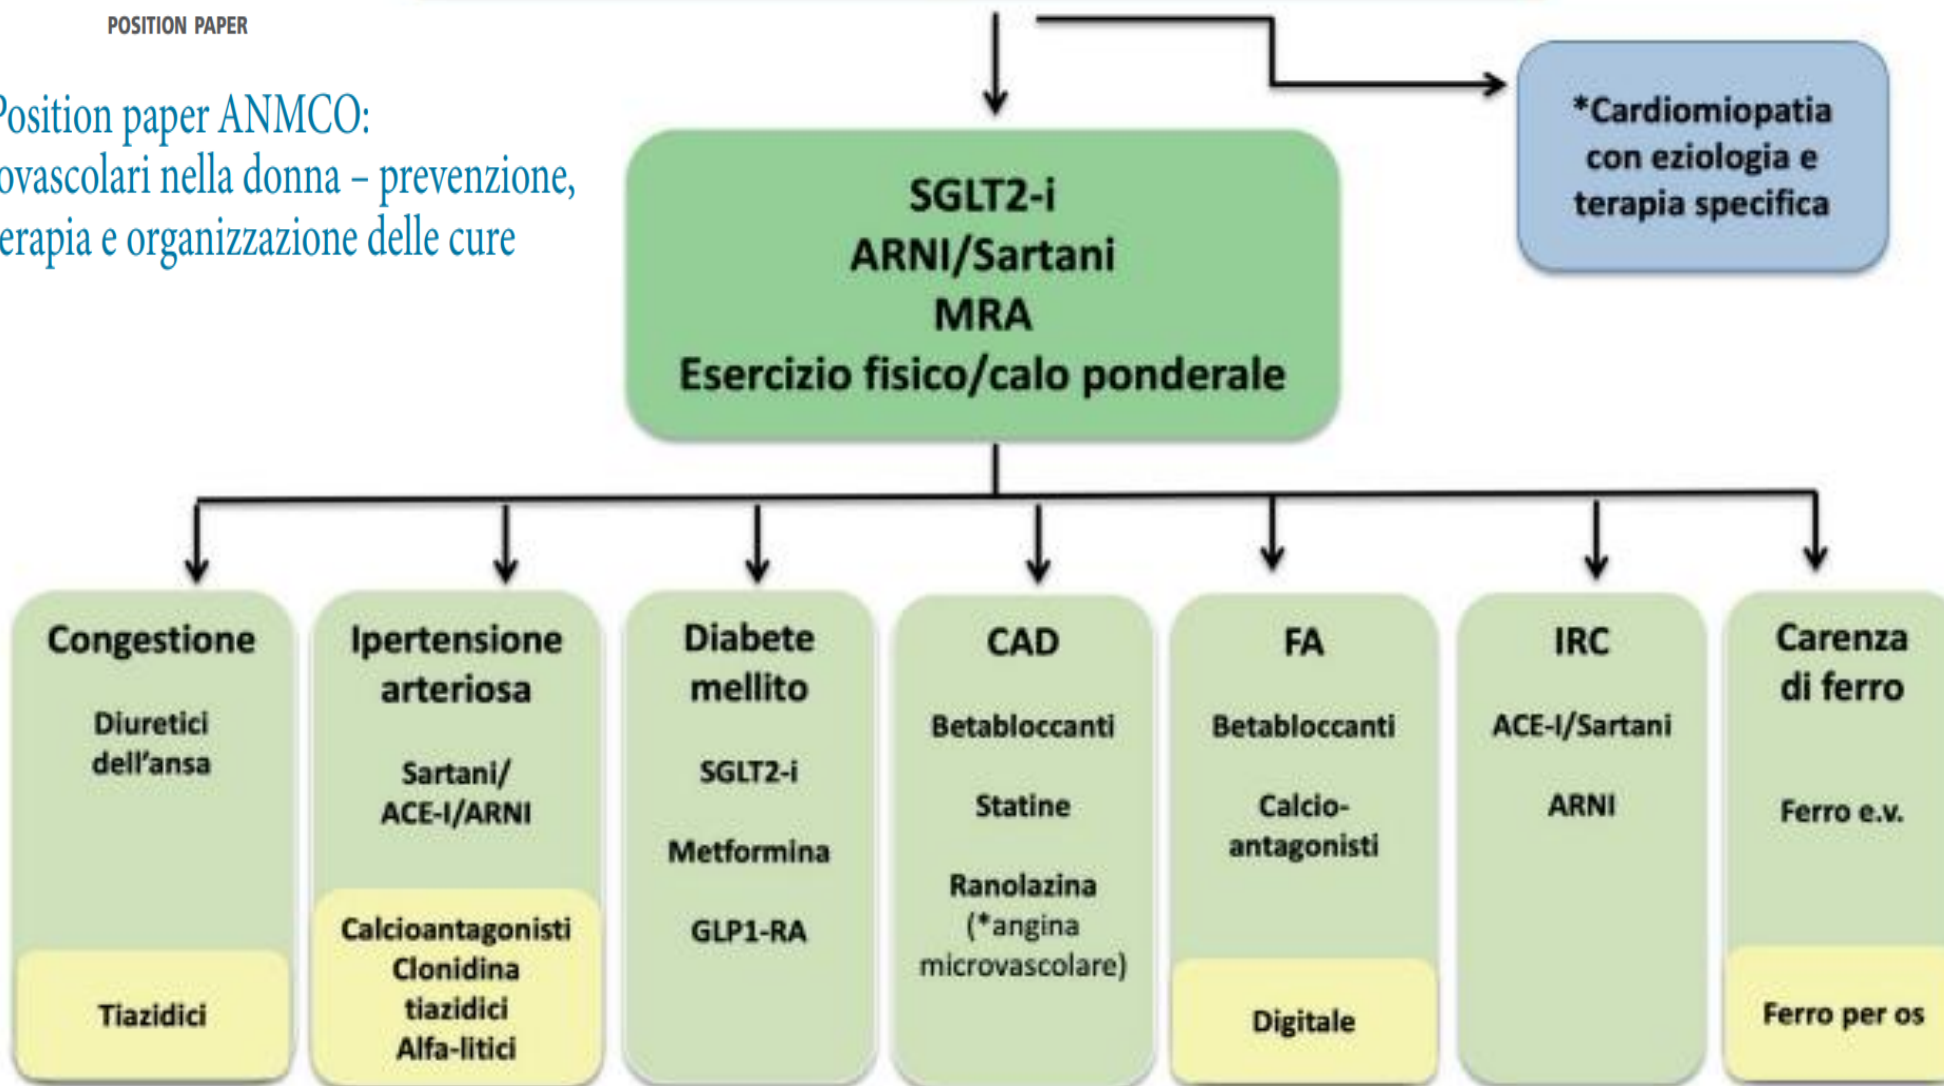 POSITION PAPER
Position paper ANMCO:
ovascolari nella donna – prevenzione,
erapia e organizzazione delle cure
*Cardiomiopatia
con eziologia e
terapia specifica
SGLT2-i
ARNI/Sartani
MRA
Esercizio fisico/calo ponderale
Congestione
Diuretici
dell'ansa
Tiazidici
Ipertensione
arteriosa
Sartani/
ACE-I/ARNI
Calcioantagonisti
Clonidina
tiazidici
Alfa-litici
Diabete
mellito
SGLT2-i
Metformina
GLP1-RA
CAD
Betabloccanti
Statine
Ranolazina
(*angina
microvascolare)
FA
Betabloccanti
Calcio-
antagonisti
Digitale
IRC
ACE-I/Sartani
ARNI
Carenza
di ferro
Ferro e.v.
Ferro per os